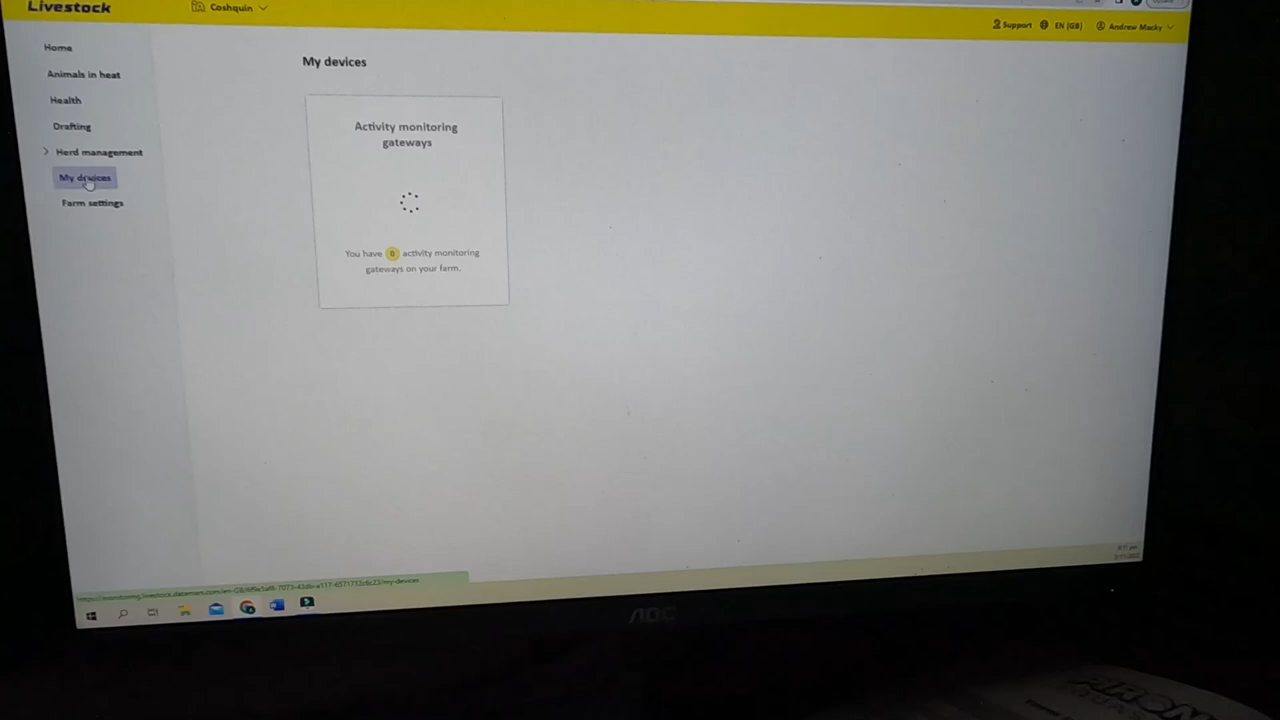 Livestock
Coshquin
Support
EN (GB)
Andrew Macky
Home
Animals in heat
Health
Drafting
Herd management
My devices
Farm settings
My devices
Activity monitoring
gateways
You have 0 activity monitoring
gateways on your farm.
AOC